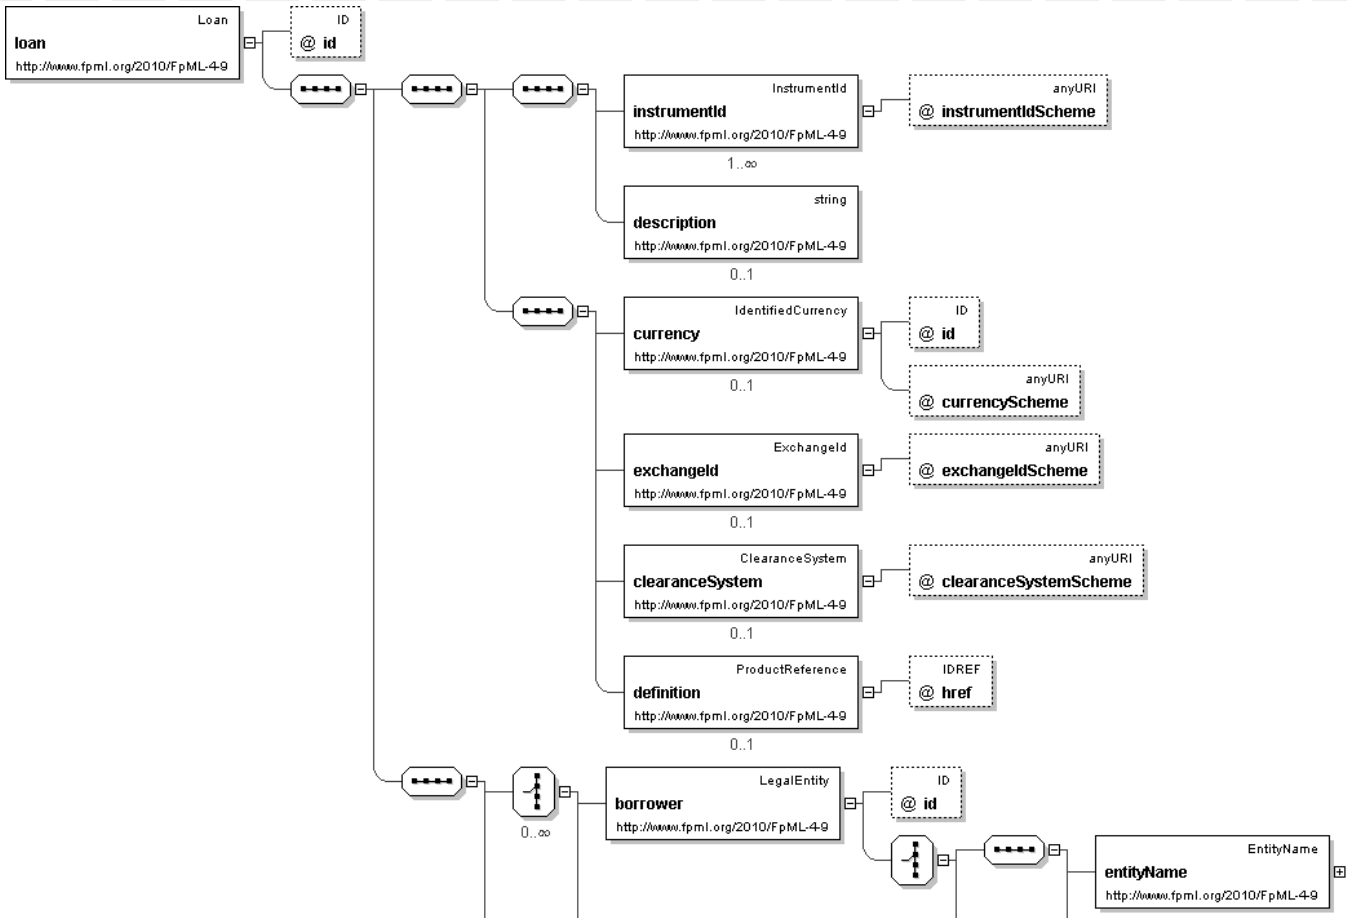 Loan
loan
http://www.fpml.org/2010/FpML-4-9
ID
@ id
InstrumentId
instrumentId
http://www.fpml.org/2010/FpML-4-9
1..∞
anyURI
@ instrumentIdScheme
string
description
http://www.fpml.org/2010/FpML-4-9
0..1
IdentifiedCurrency
currency
http://www.fpml.org/2010/FpML-4-9
0..1
ID
@ id
anyURI
@ currencyScheme
ExchangeId
exchangeId
http://www.fpml.org/2010/FpML-4-9
0..1
anyURI
@ exchangeIdScheme
ClearanceSystem
clearanceSystem
http://www.fpml.org/2010/FpML-4-9
0..1
anyURI
@ clearanceSystemScheme
ProductReference
definition
http://www.fpml.org/2010/FpML-4-9
0..1
IDREF
@ href
0..∞
LegalEntity
borrower
http://www.fpml.org/2010/FpML-4-9
ID
@ id
EntityName
entityName
http://www.fpml.org/2010/FpML-4-9